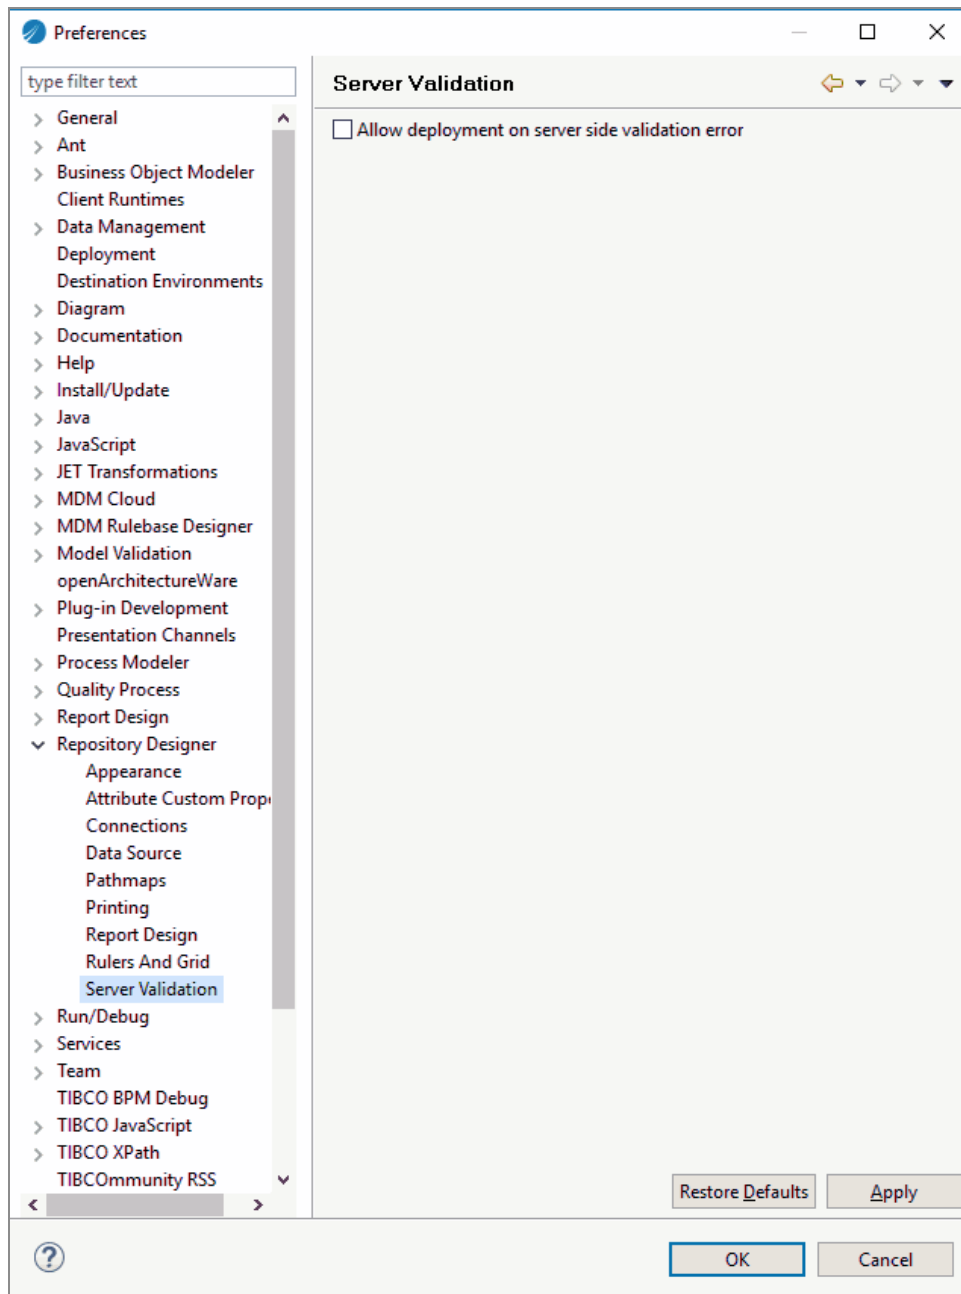 Preferences
type filter text
Server Validation
Allow deployment on server side validation error
General
Ant
Business Object Modeler
Client Runtimes
Data Management
Deployment
Destination Environments
Diagram
Documentation
Help
Install/Update
Java
JavaScript
JET Transformations
MDM Cloud
MDM Rulebase Designer
Model Validation
openArchitectureWare
Plug-in Development
Presentation Channels
Process Modeler
Quality Process
Report Design
Repository Designer
Appearance
Attribute Custom Prope
Connections
Data Source
Pathmaps
Printing
Report Design
Rulers And Grid
Server Validation
Run/Debug
Services
Team
TIBCO BPM Debug
TIBCO JavaScript
TIBCO XPath
TIBCOmmunity RSS
Restore Defaults Apply
OK Cancel